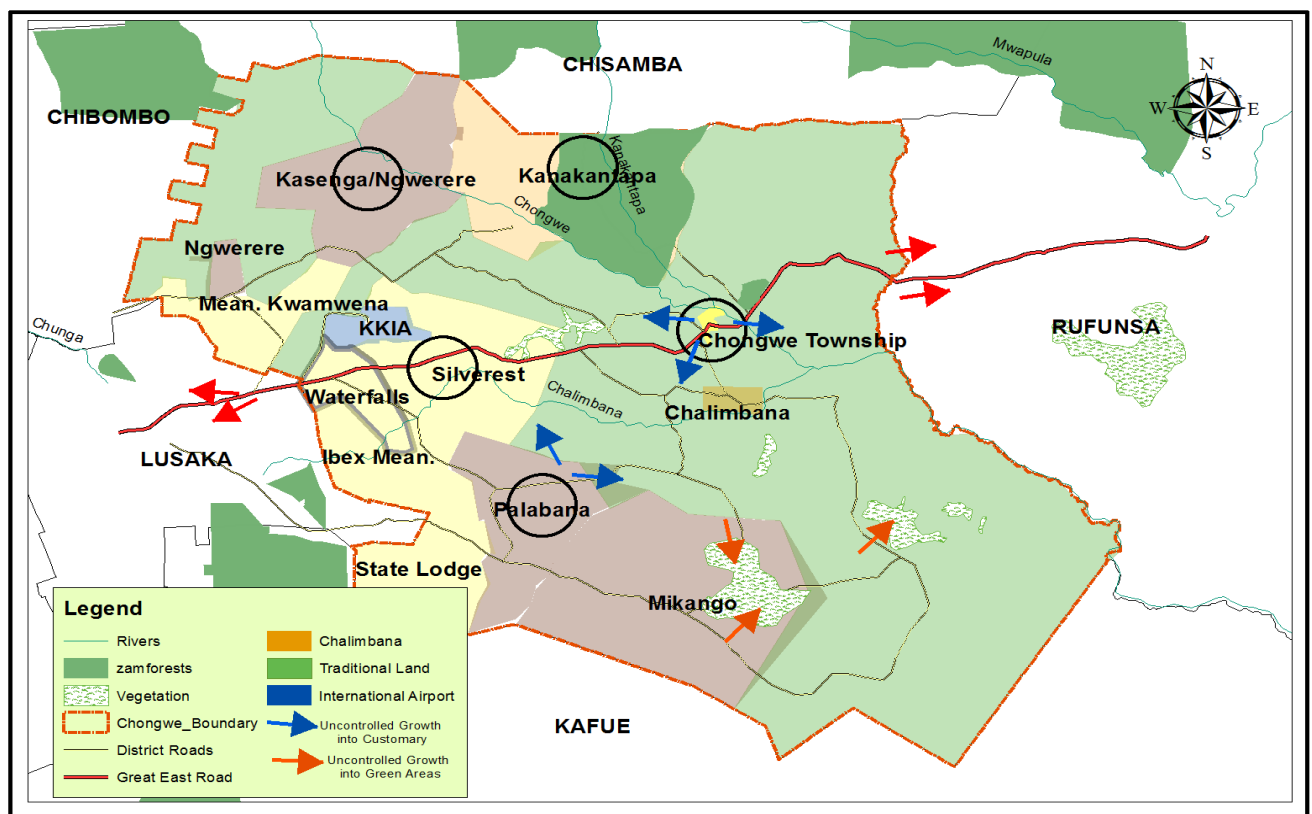 Mwapula
N
W
E
S
CHISAMBA
CHIBOMBO
Kanakantapa
Kasenga/Ngwerere
Kanakantapa
Chongwe
Ngwerere
Mean. Kwamwena
KKIA
Chunga
RUFUNSA
Chongwe Township
Silverest
Waterfalls
Chalimbana
Chalimbana
LUSAKA
Ibex Mean.
Palabana
State Lodge
Mikango
KAFUE
Legend
Rivers
zamforests
Vegetation
Chongwe_Boundary
District Roads
Great East Road
Chalimbana
Traditional Land
International Airport
Uncontrolled Growth
into Customary
Uncontrolled Growth
into Green Areas